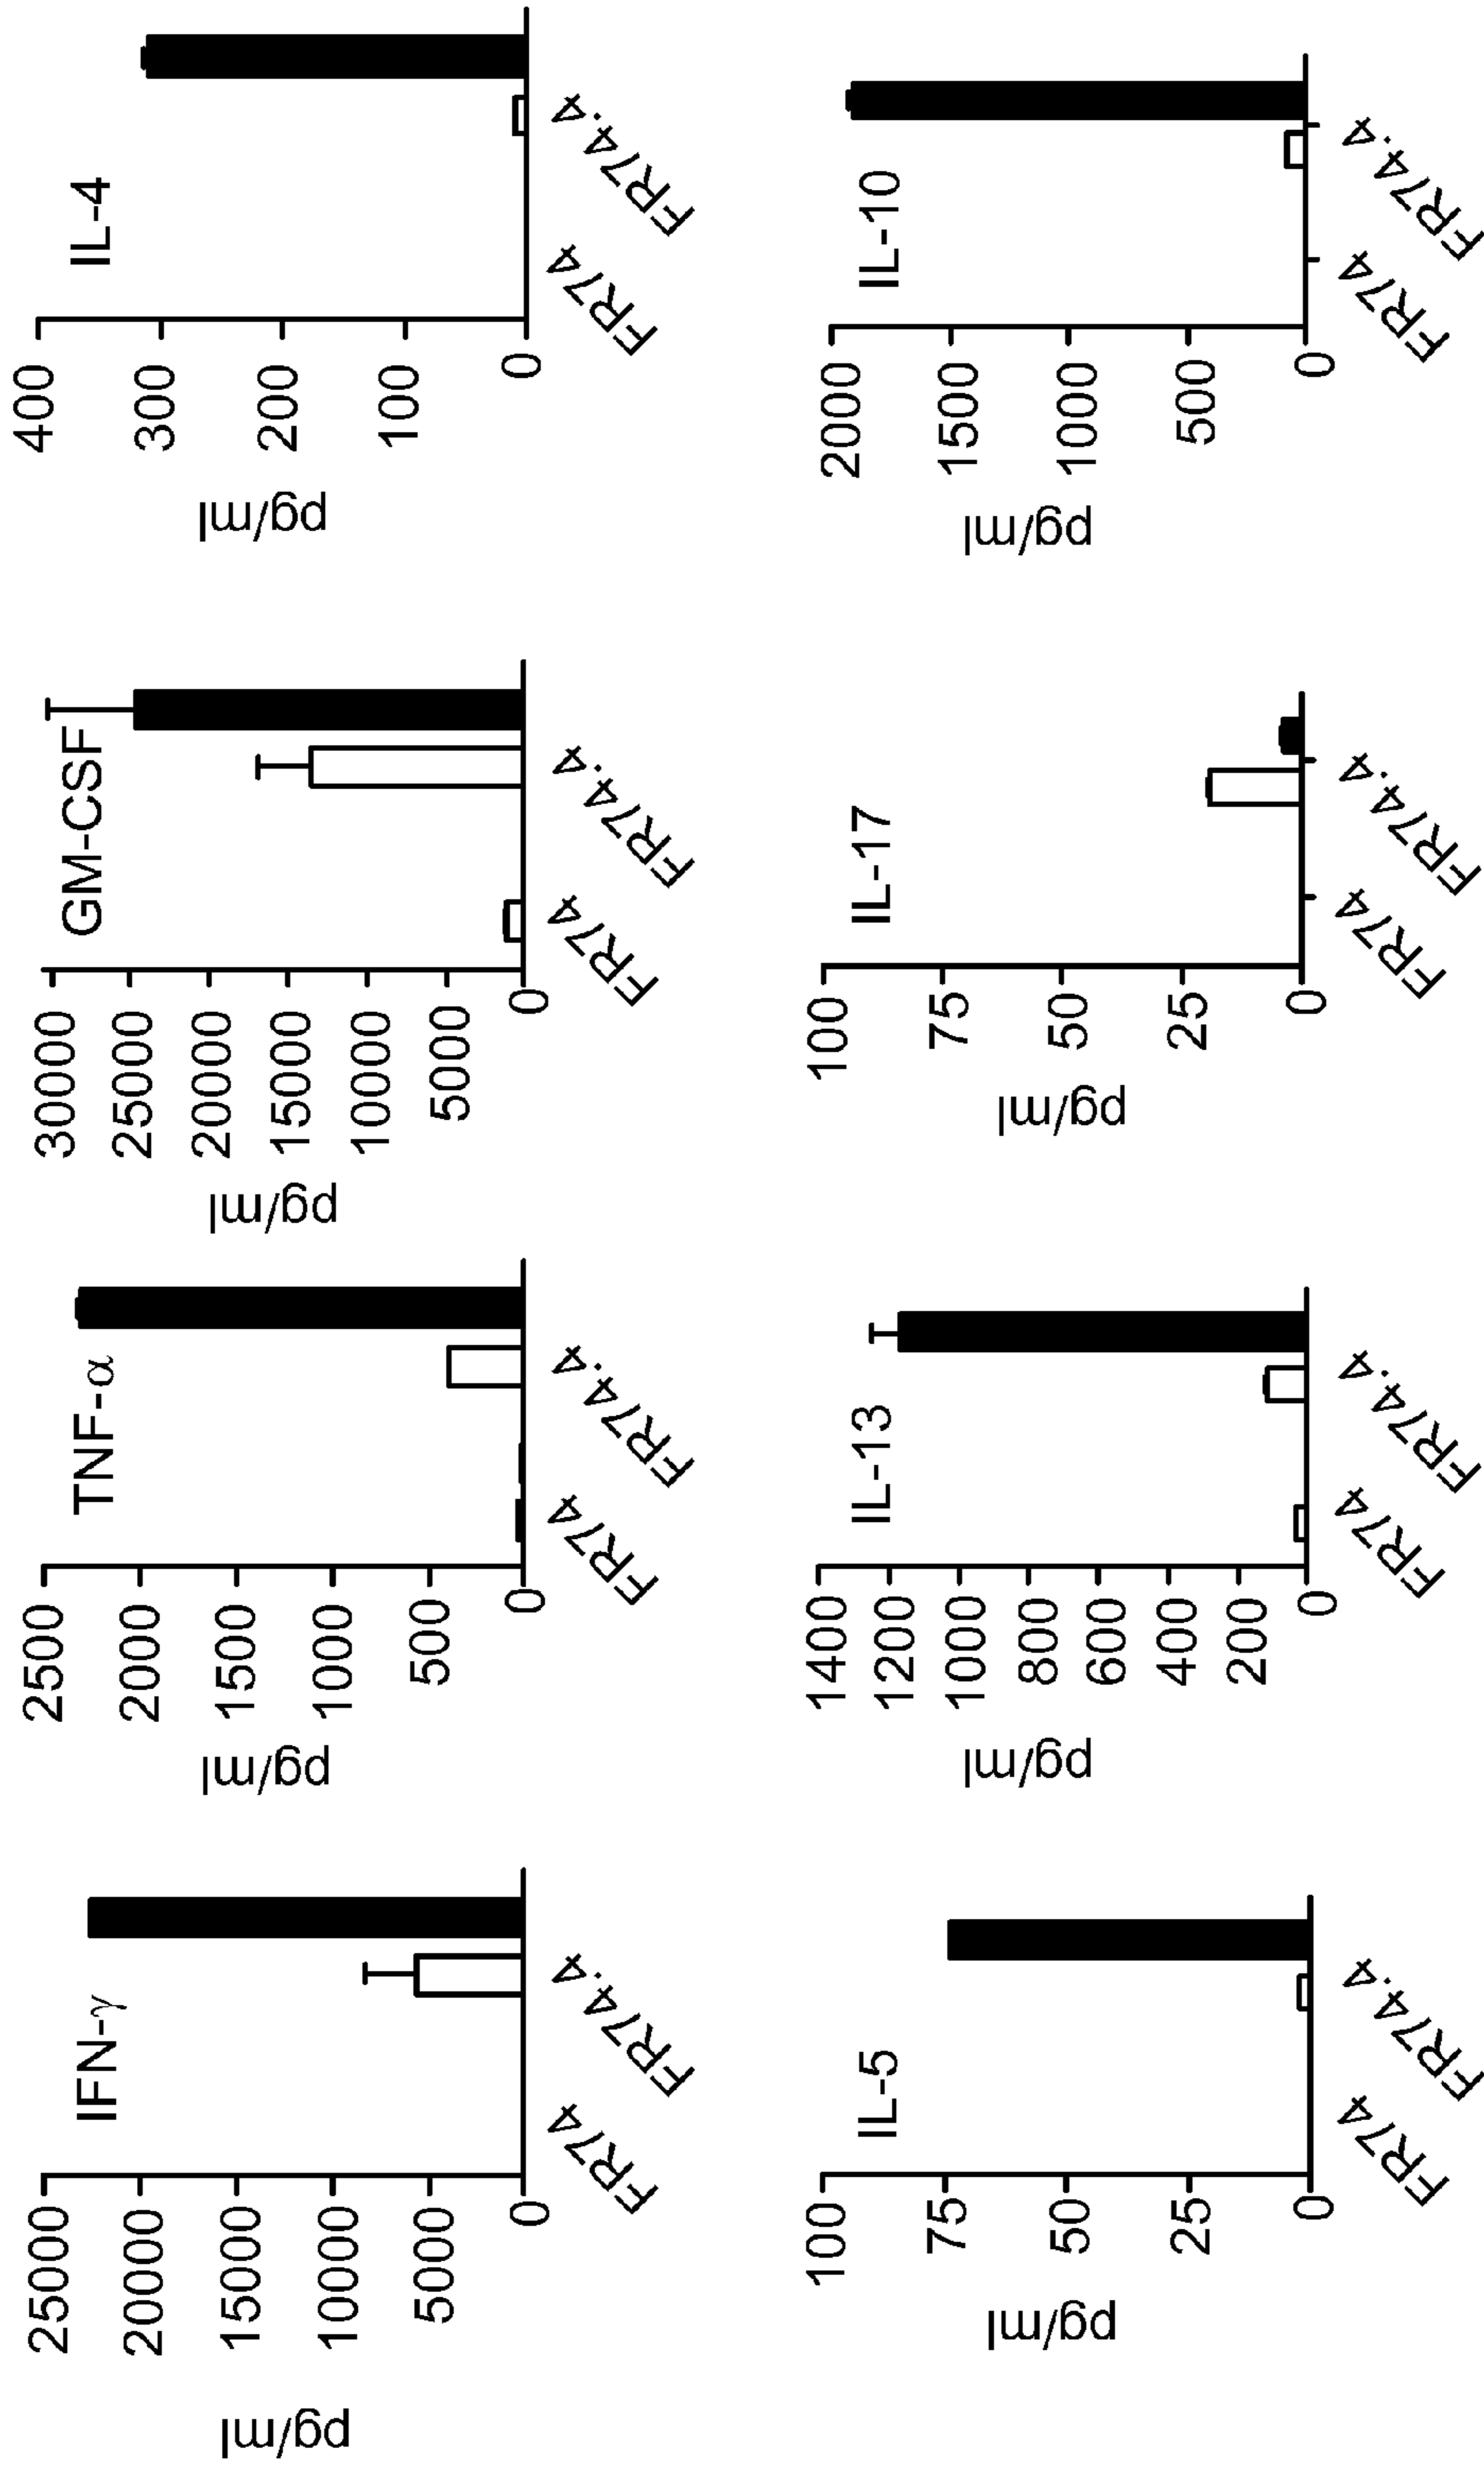 IFN-γ
pg/ml
25000
20000
15000
10000
5000
0
FR74
FR74.4
TNF-α
pg/ml
2500
2000
1500
1000
500
0
FR74
FR74.4
GM-CSF
pg/ml
30000
25000
20000
15000
10000
5000
0
FR74
FR74.4
IL-4
pg/ml
400
300
200
100
0
FR74
FR74.4
IL-5
pg/ml
100
75
50
25
0
FR74
FR74.4
IL-13
pg/ml
1400
1200
1000
800
600
400
200
0
FR74
FR74.4
IL-17
pg/ml
100
75
50
25
0
FR74
FR74.4
IL-10
pg/ml
2000
1500
1000
500
0
FR74
FR74.4